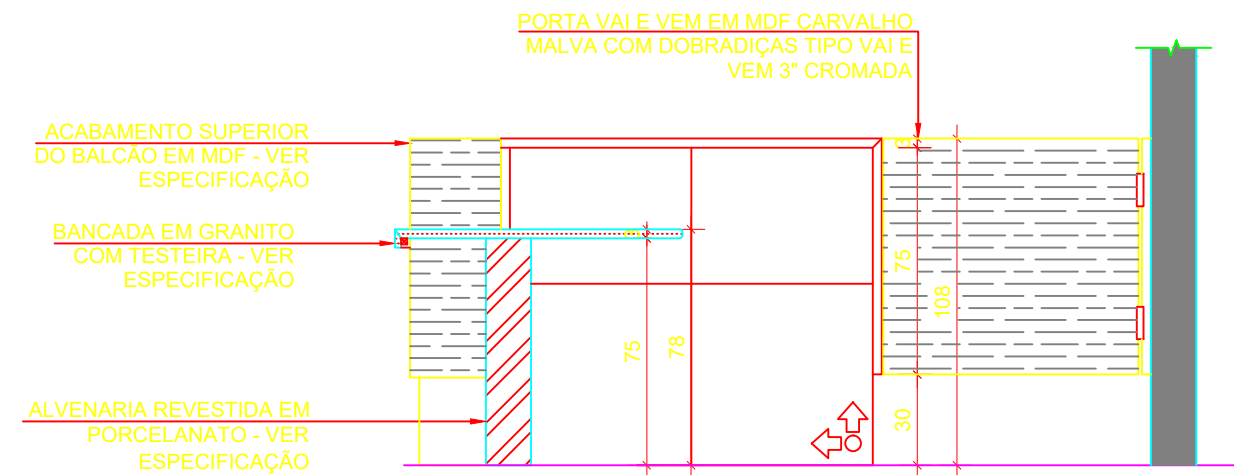 PORTA VAI E VEM EM MDF CARVALHO
MALVA COM DOBRADIÇAS TIPO VAI E
VEM 3" CROMADA
ACABAMENTO SUPERIOR
DO BALCÃO EM MDF - VER
ESPECIFICAÇÃO
BANCADA EM GRANITO
COM TESTEIRA - VER
ESPECIFICAÇÃO
ALVENARIA REVESTIDA EM
PORCELANATO - VER
ESPECIFICAÇÃO
3
75
78
3
75
30
108